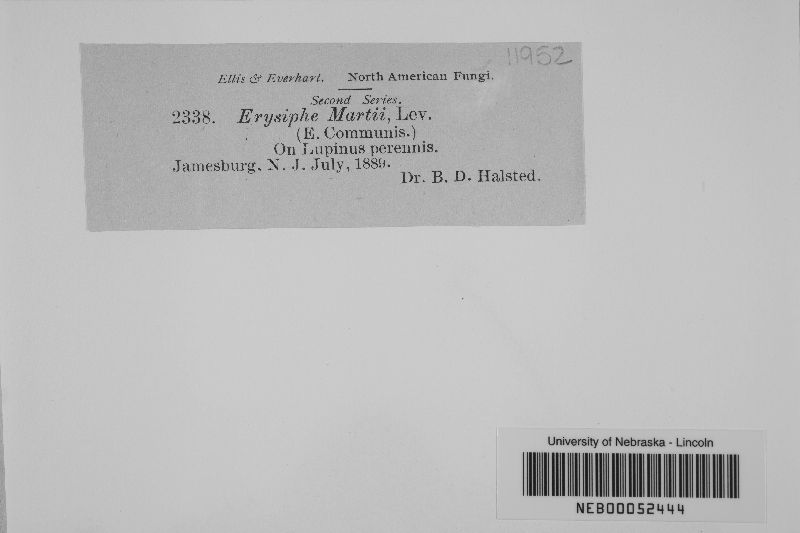 11952
Ellis & Everhart. North American Fungi.
Second Series.
2338. Erysiphe Martii, Lev.
(E. Communis.)
On Lupinus perennis.
Jamesburg, N. J. July, 1889.
Dr. B. D. Halsted.
University of Nebraska - Lincoln
NEB00052444